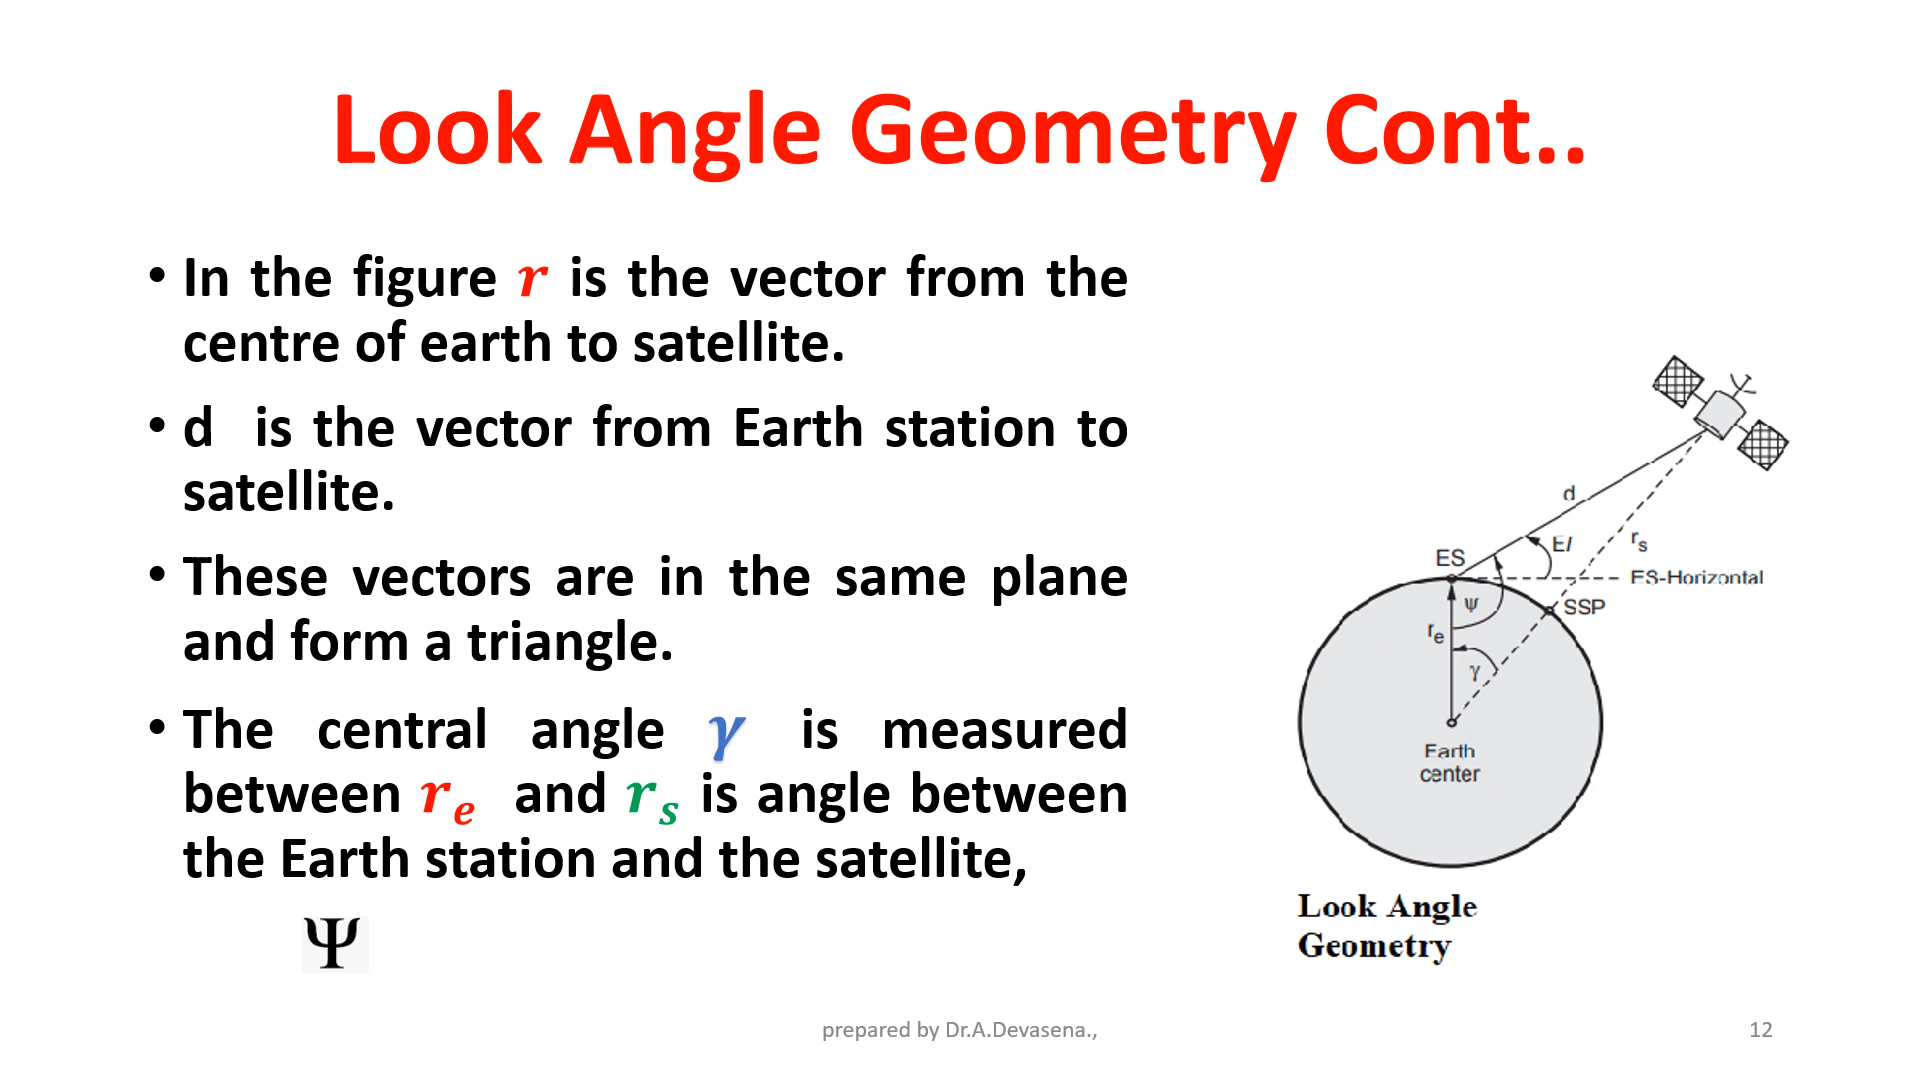 Look Angle Geometry Cont..
• In the figure r is the vector from the
centre of earth to satellite.
• d is the vector from Earth station to
satellite.
• These vectors are in the same plane
and form a triangle.
• The central angle γ is measured
between rₑ and rₛ is angle between
the Earth station and the satellite,
Ψ
d
El
rₛ
ES
ES-Horizontal
SSP
ψ
rₑ
γ
Earth
center
Look Angle
Geometry
prepared by Dr.A.Devasena.,
12